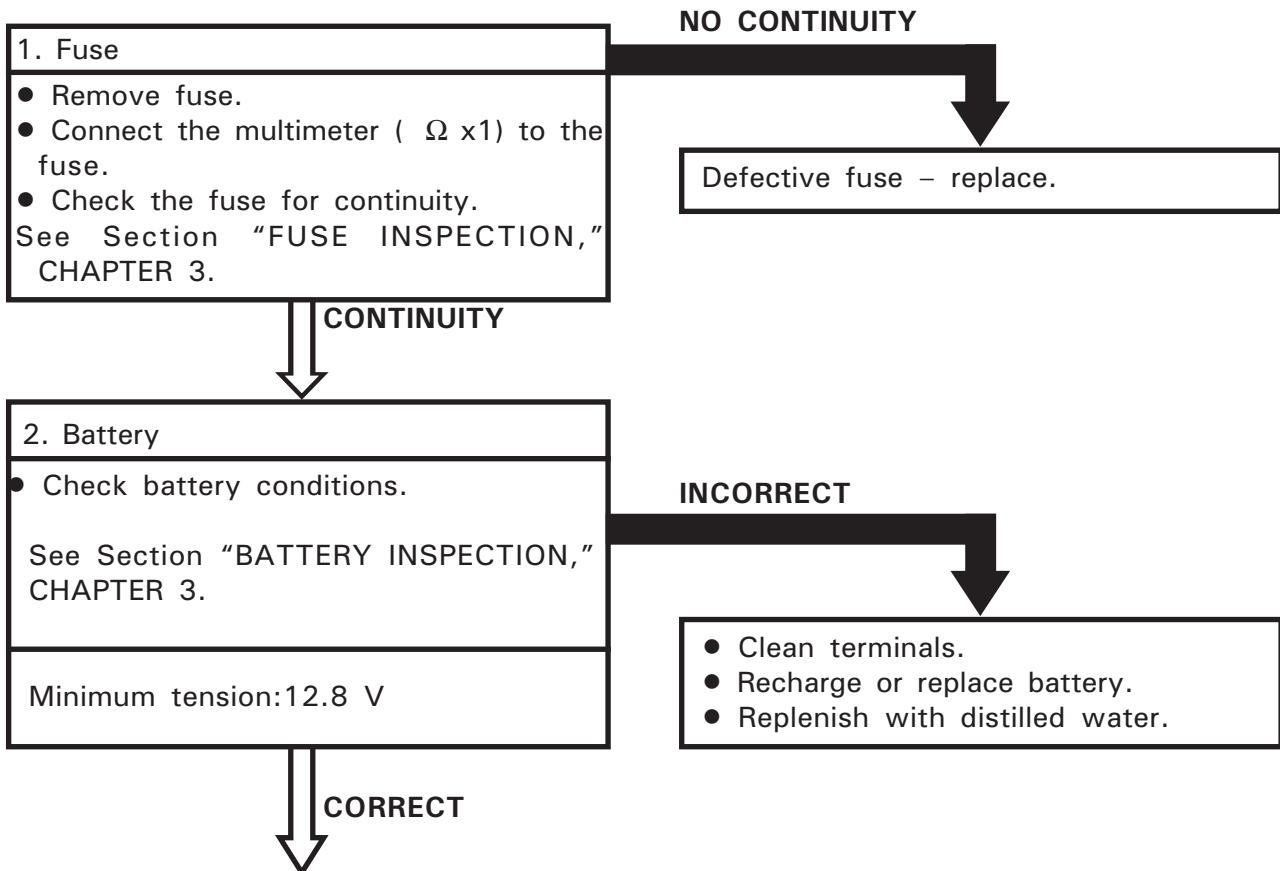 NO CONTINUITY
1. Fuse
● Remove fuse.
● Connect the multimeter ( Ω x1) to the
fuse.
● Check the fuse for continuity.
See Section “FUSE INSPECTION,”
CHAPTER 3.
Defective fuse – replace.
CONTINUITY
2. Battery
● Check battery conditions.
See Section “BATTERY INSPECTION,”
CHAPTER 3.
Minimum tension:12.8 V
INCORRECT
● Clean terminals.
● Recharge or replace battery.
● Replenish with distilled water.
CORRECT